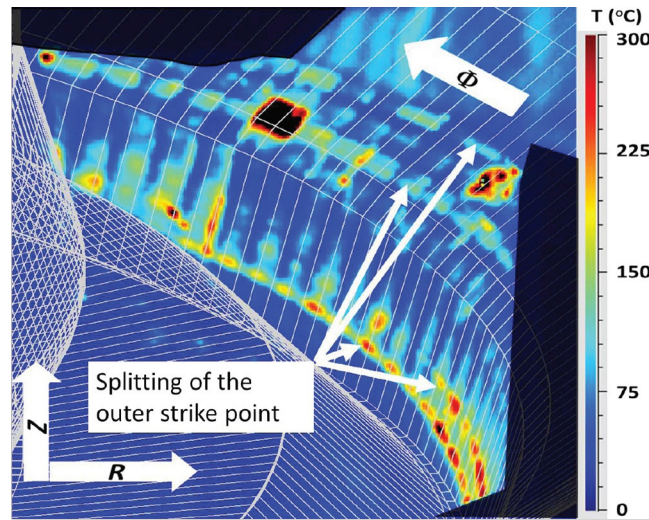 T (°C)
300
Φ
225
150
Splitting of the
outer strike point
75
Z
R
0